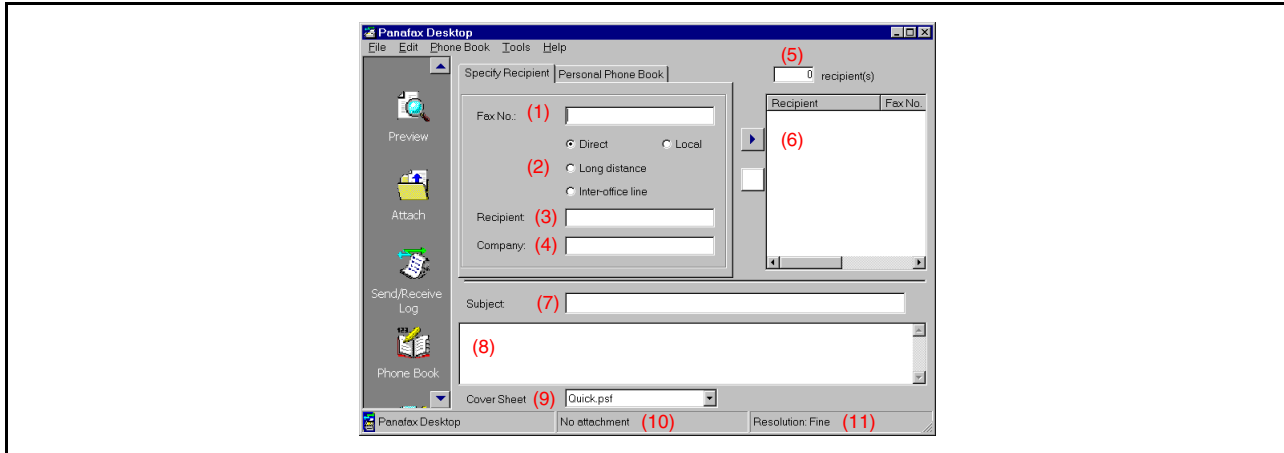 Panafax Desktop
File Edit Phone Book Tools Help
Preview
Attach
Send/Receive
Log
Phone Book
Specify Recipient Personal Phone Book
Fax No.: (1)
Direct Local
(2) Long distance
Inter-office line
Recipient: (3)
Company: (4)
(5)
0 recipient(s)
Recipient Fax No.
(6)
Subject: (7)
(8)
Cover Sheet (9) Quick.psf
Panafax Desktop No attachment (10) Resolution: Fine (11)